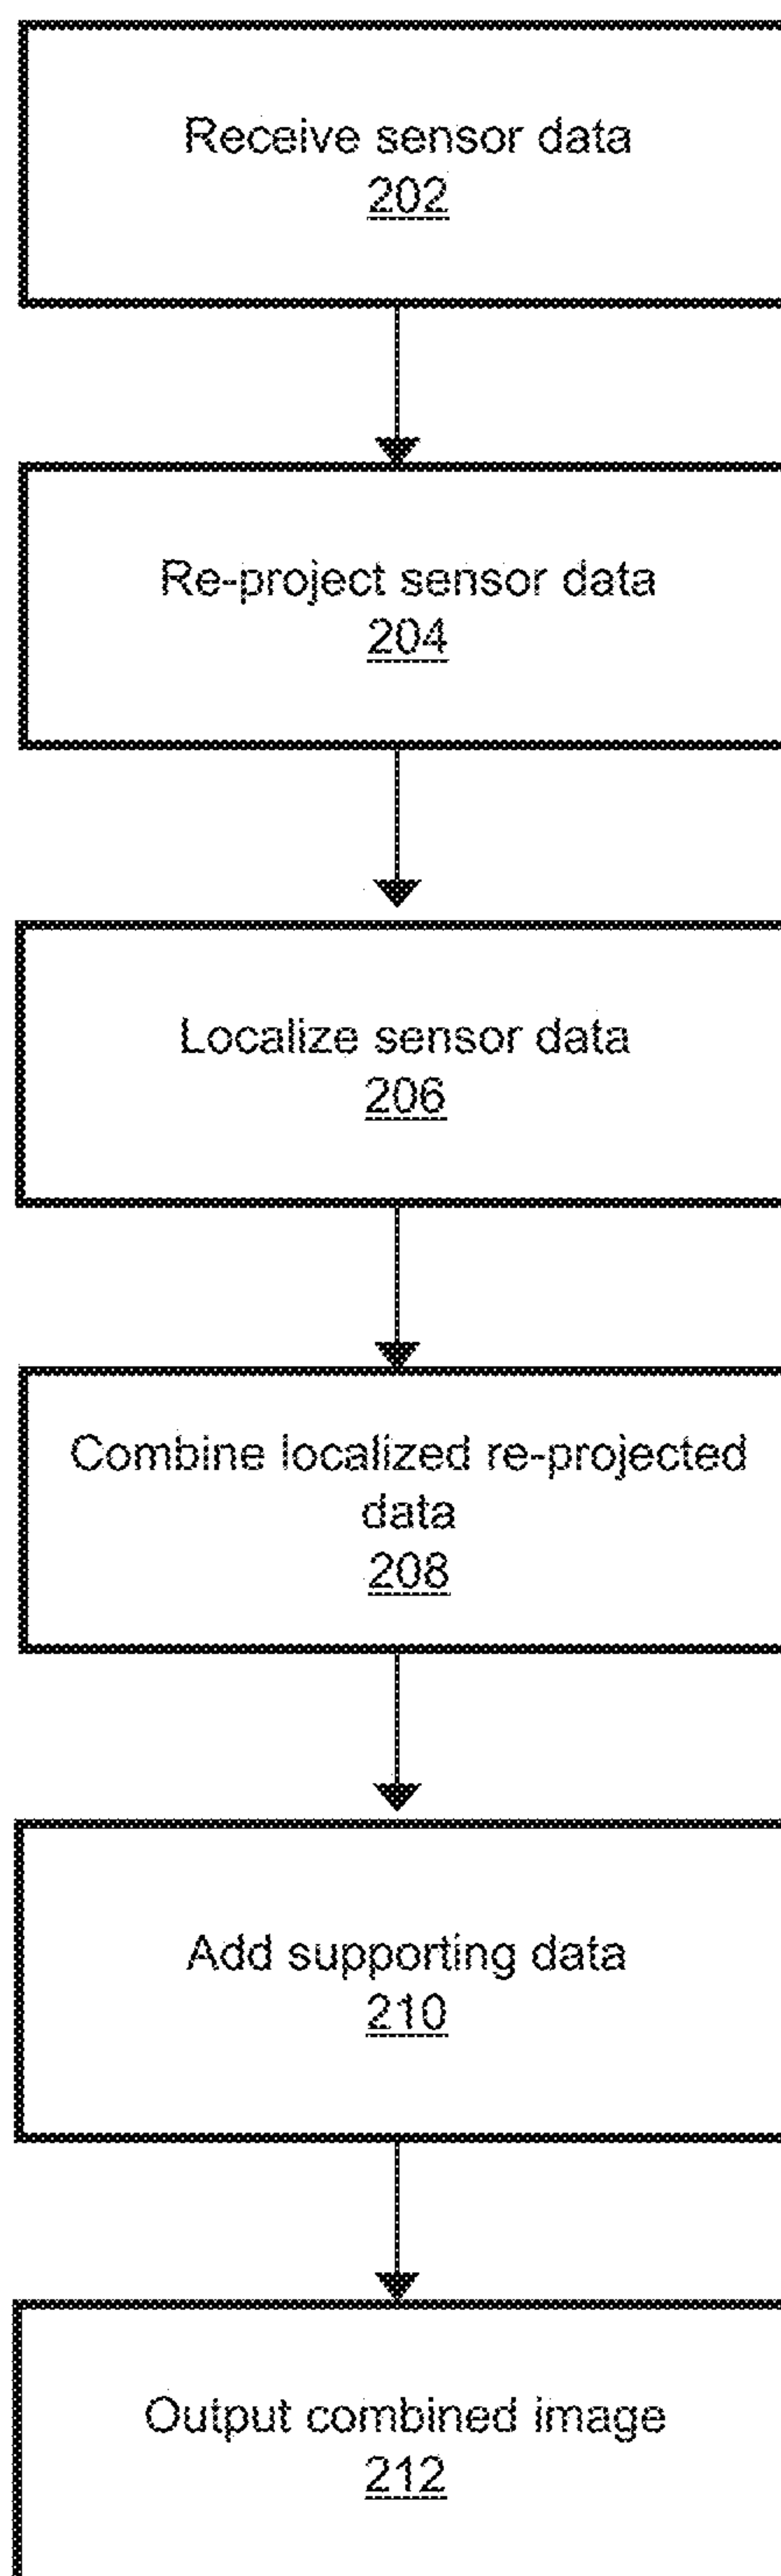 Receive sensor data
202
Re-project sensor data
204
Localize sensor data
206
Combine localized re-projected
data
208
Add supporting data
210
Output combined image
212